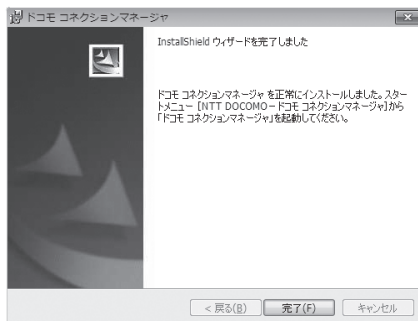 ドコモ コネクションマネージャ
InstallShield ウィザードを完了しました
ドコモ コネクションマネージャ を正常にインストールしました。スター
トメニュー [NTT DOCOMO－ドコモ コネクションマネージャ]から
「ドコモ コネクションマネージャ」を起動してください。
< 戻る(B)
完了(F)
キャンセル